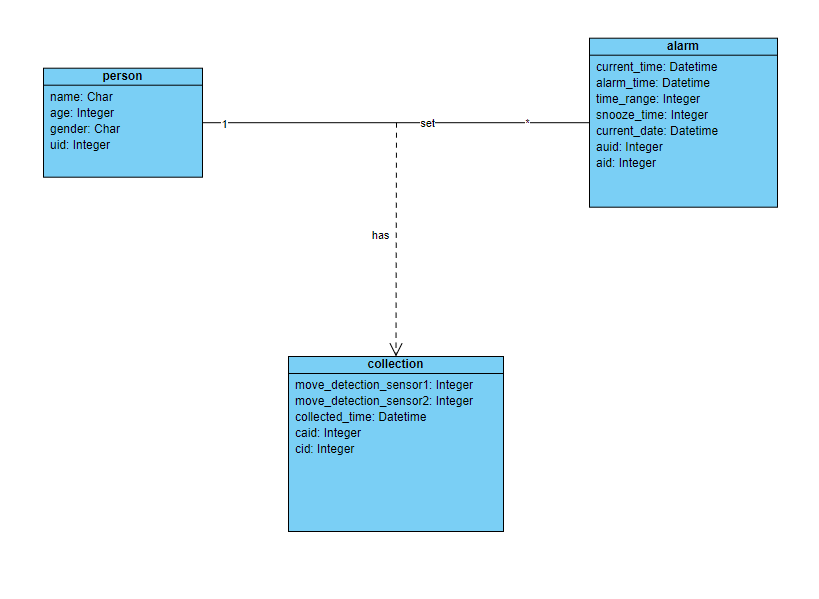 person
name: Char
age: Integer
gender: Char
uid: Integer
1
set
*
alarm
current_time: Datetime
alarm_time: Datetime
time_range: Integer
snooze_time: Integer
current_date: Datetime
auid: Integer
aid: Integer
has
collection
move_detection_sensor1: Integer
move_detection_sensor2: Integer
collected_time: Datetime
caid: Integer
cid: Integer